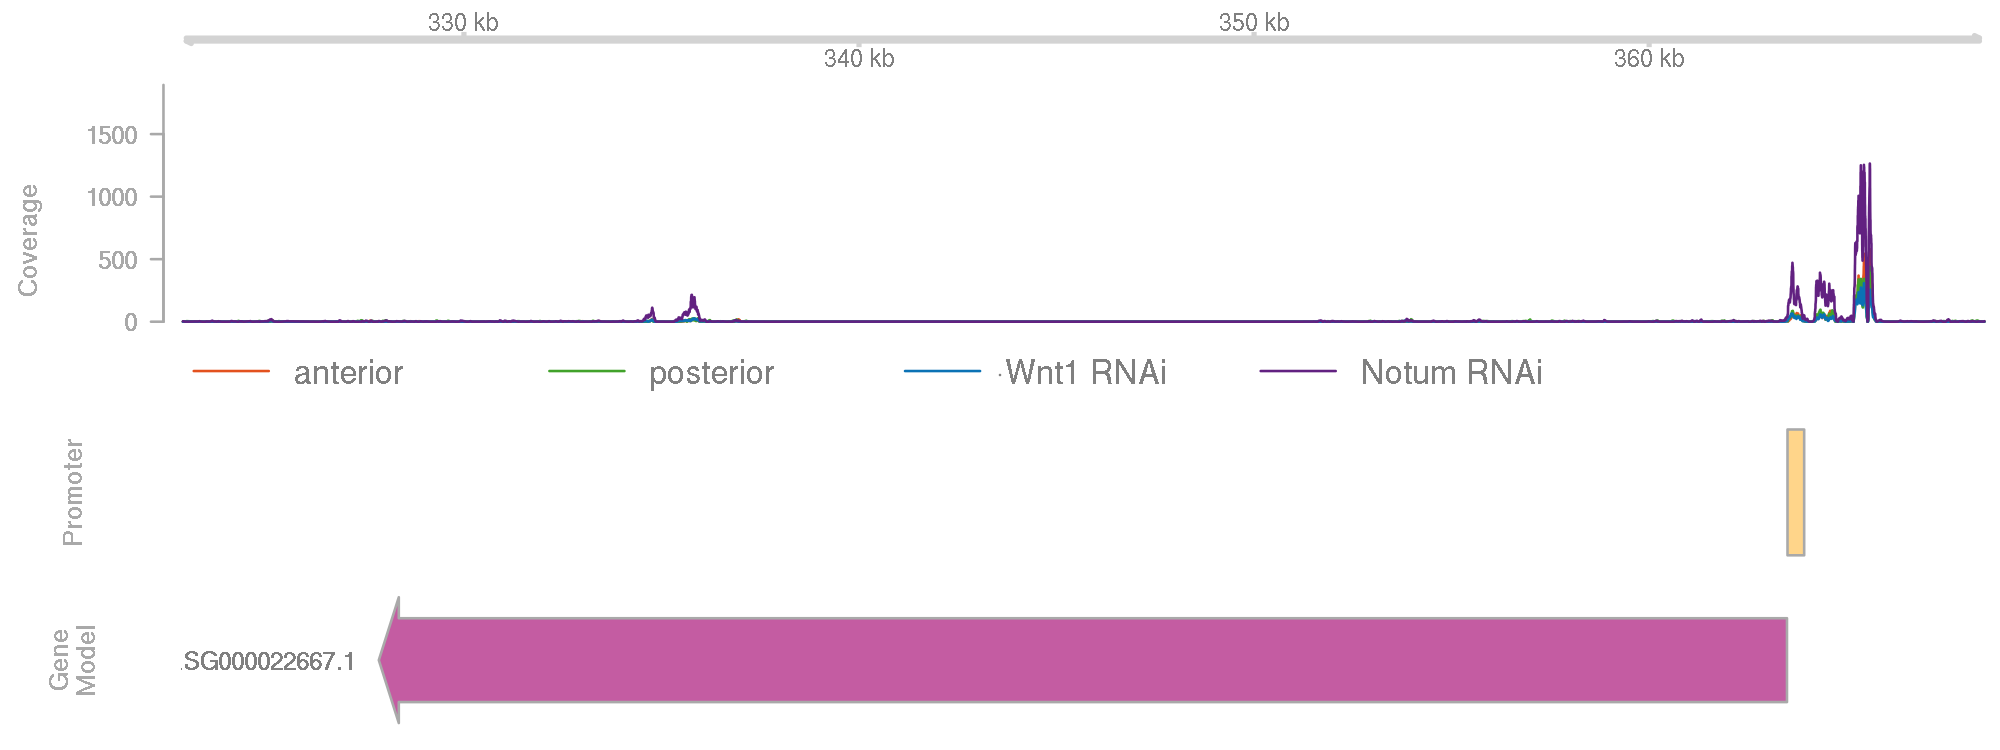 330 kb
350 kb
340 kb
360 kb
Coverage
1500
1000
500
0
anterior
posterior
Wnt1 RNAi
Notum RNAi
Promoter
Gene
Model
.SG000022667.1